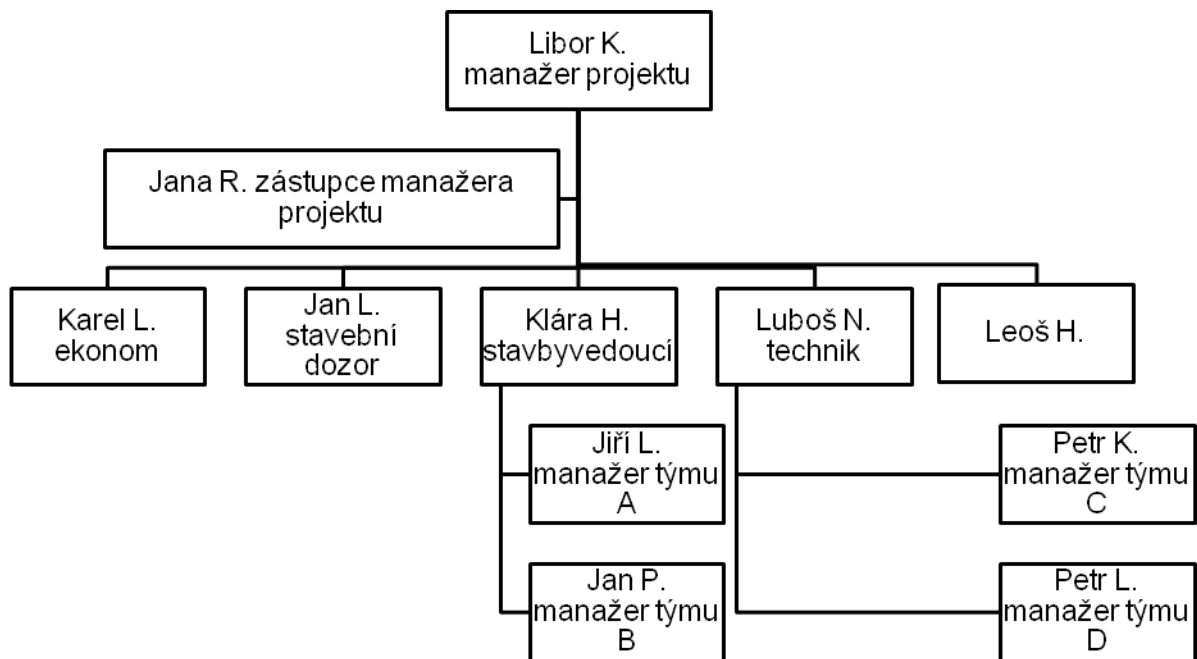 Libor K.
manažer projektu
Jana R. zástupce manažera
projektu
Karel L.
ekonom
Jan L.
stavební
dozor
Klára H.
stavbyvedoucí
Luboš N.
technik
Leoš H.
Jiří L.
manažer týmu
A
Petr K.
manažer týmu
C
Jan P.
manažer týmu
B
Petr L.
manažer týmu
D